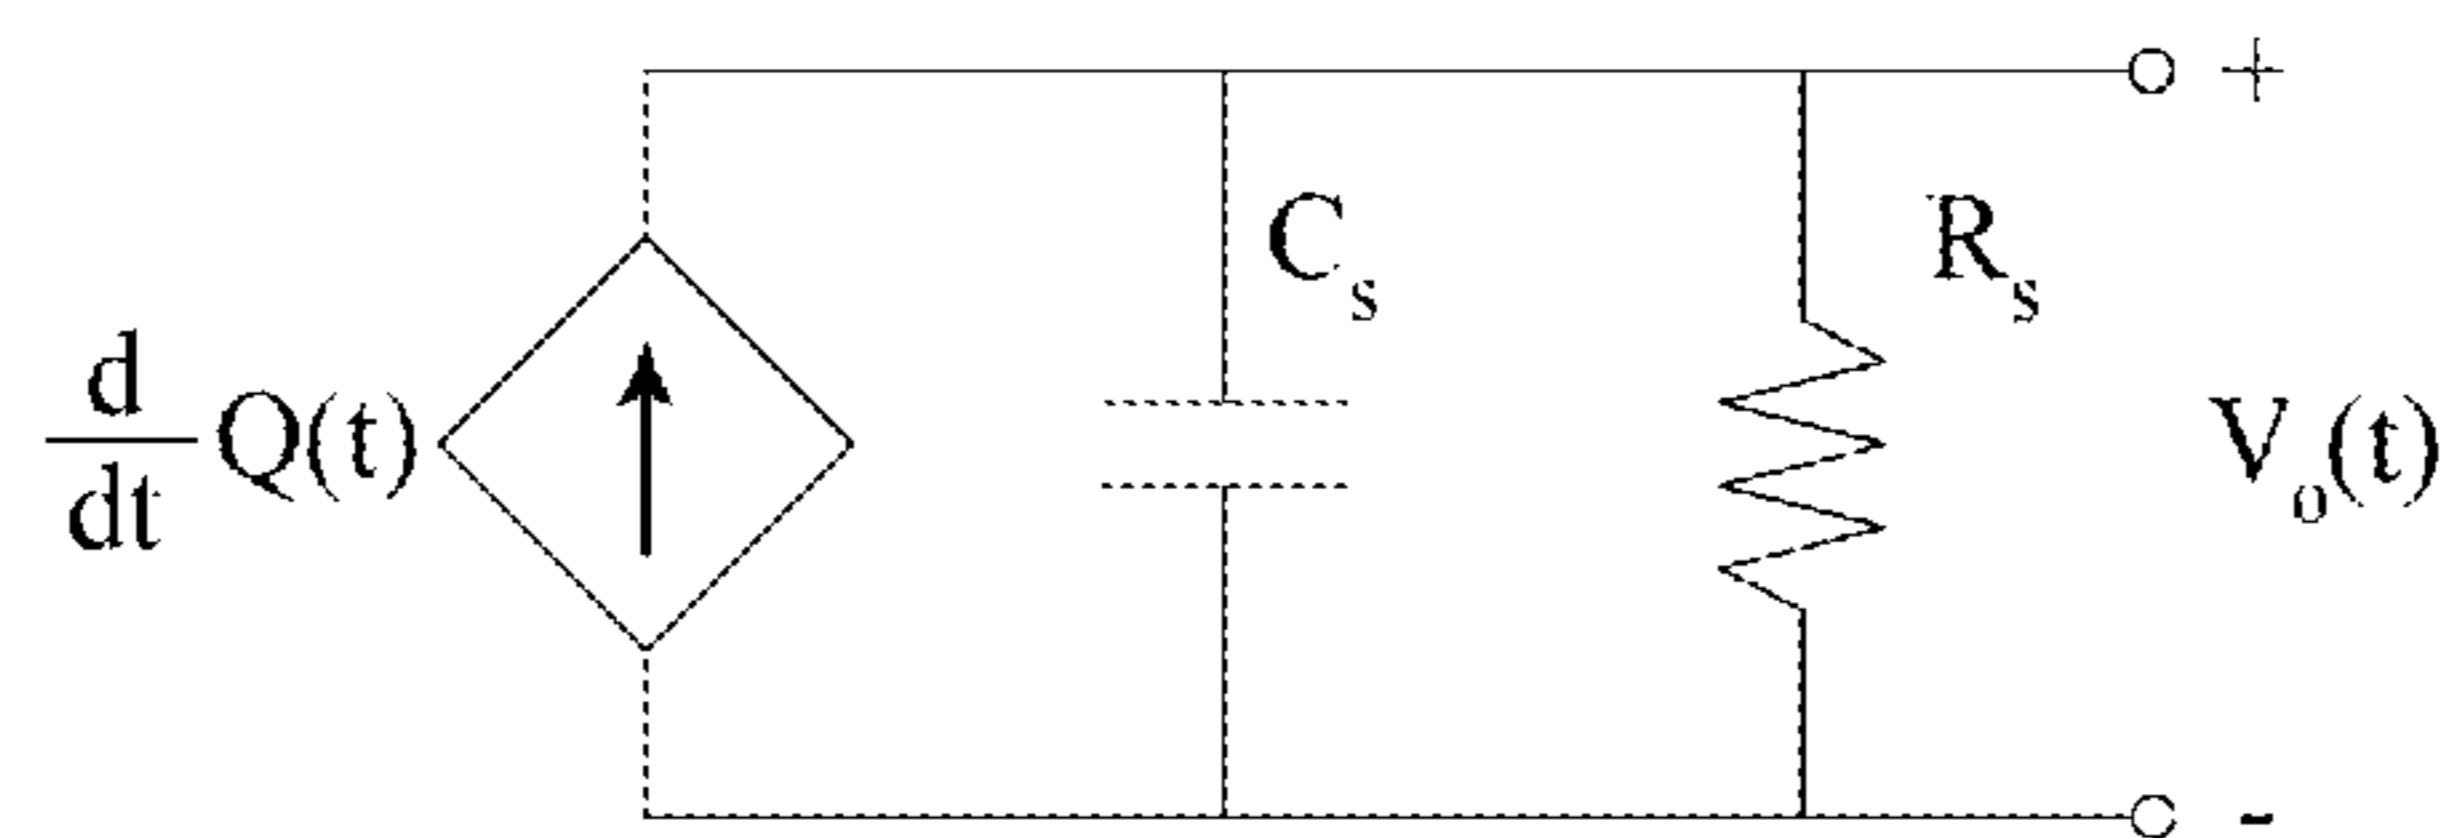 +
C_s
R_s
d/dt Q(t)
V_o(t)
-